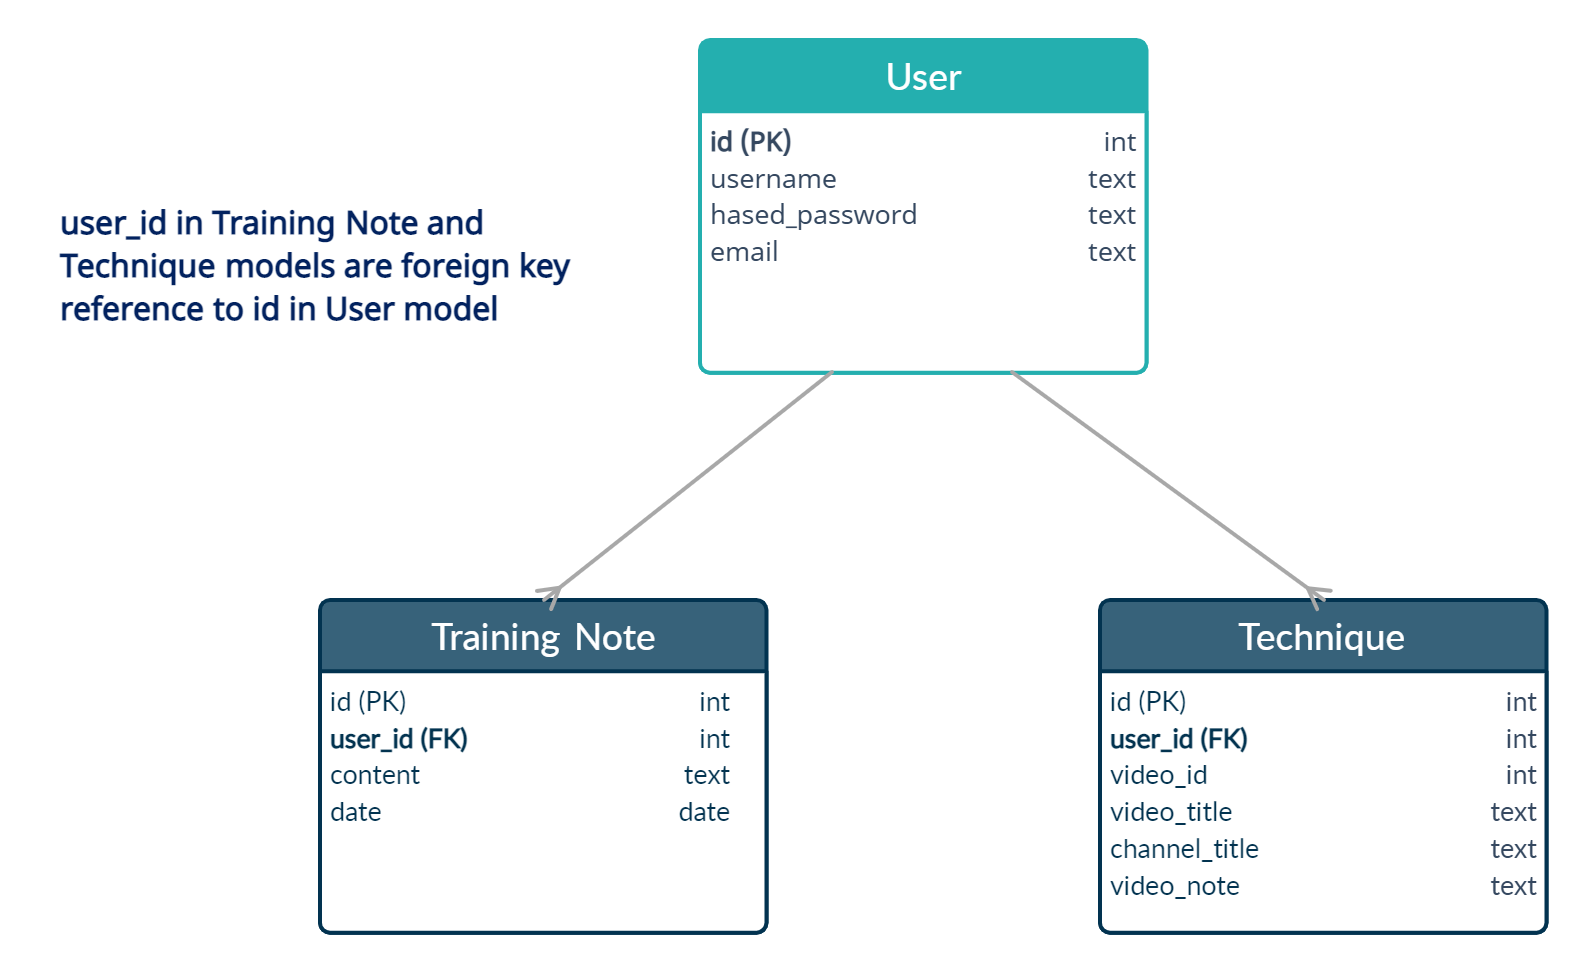 User
id (PK) int
username text
hased_password text
email text
user_id in Training Note and
Technique models are foreign key
reference to id in User model
Training Note
id (PK) int
user_id (FK) int
content text
date date
Technique
id (PK) int
user_id (FK) int
video_id int
video_title text
channel_title text
video_note text